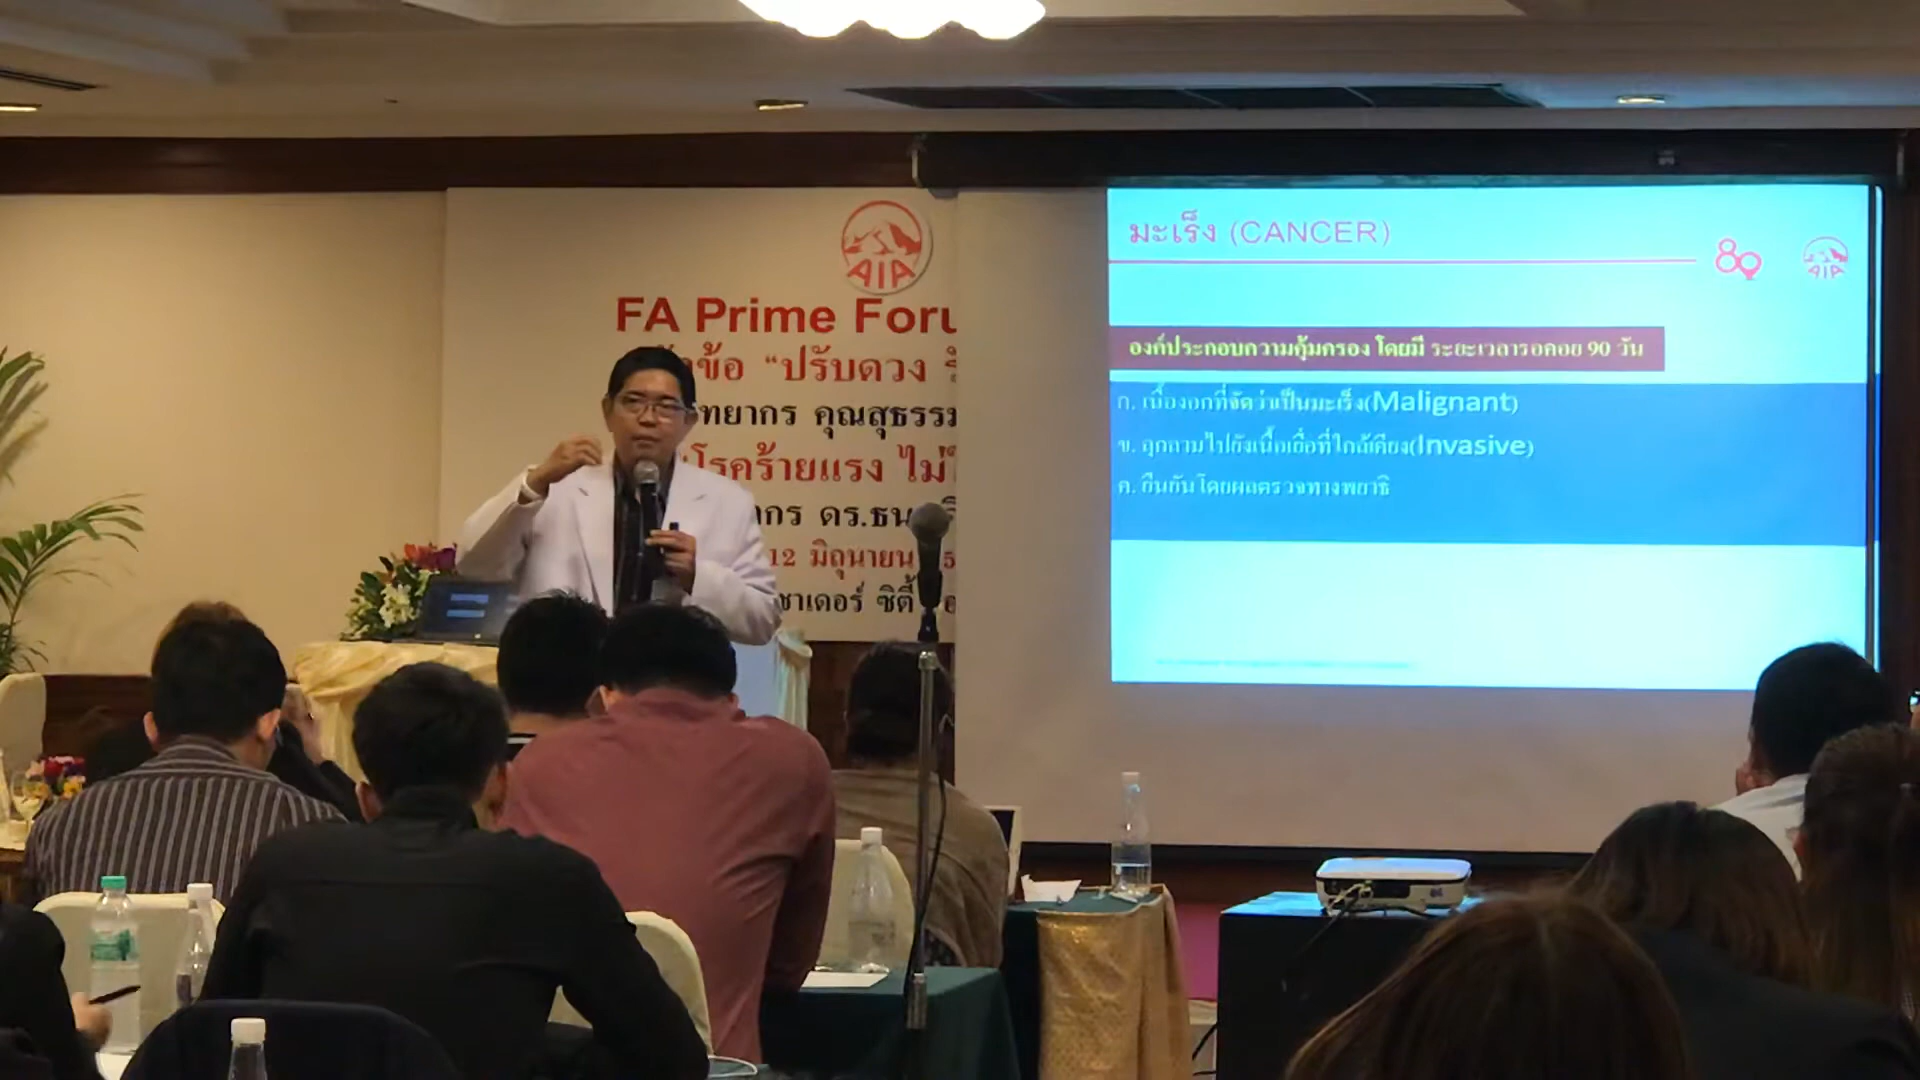 AIA
FA Prime Foru
ข้อ “ปรับดวง
ทยากร คุณสุธรรม
โรคร้ายแรง ไม่
ากร ดร.ธน
12 มิถุนายน
ซาเดอร์ ซิตี้
มะเร็ง (CANCER)
80
AIA
องค์ประกอบความคุ้มครอง โดยมี ระยะเวลารอคอย 90 วัน
ก. เนื้องอกที่จัดว่าเป็นมะเร็ง(Malignant)
ข. ลุกลามไปยังเนื้อเยื่อที่ใกล้เคียง(Invasive)
ค. ยืนยันโดยผลตรวจทางพยาธิ